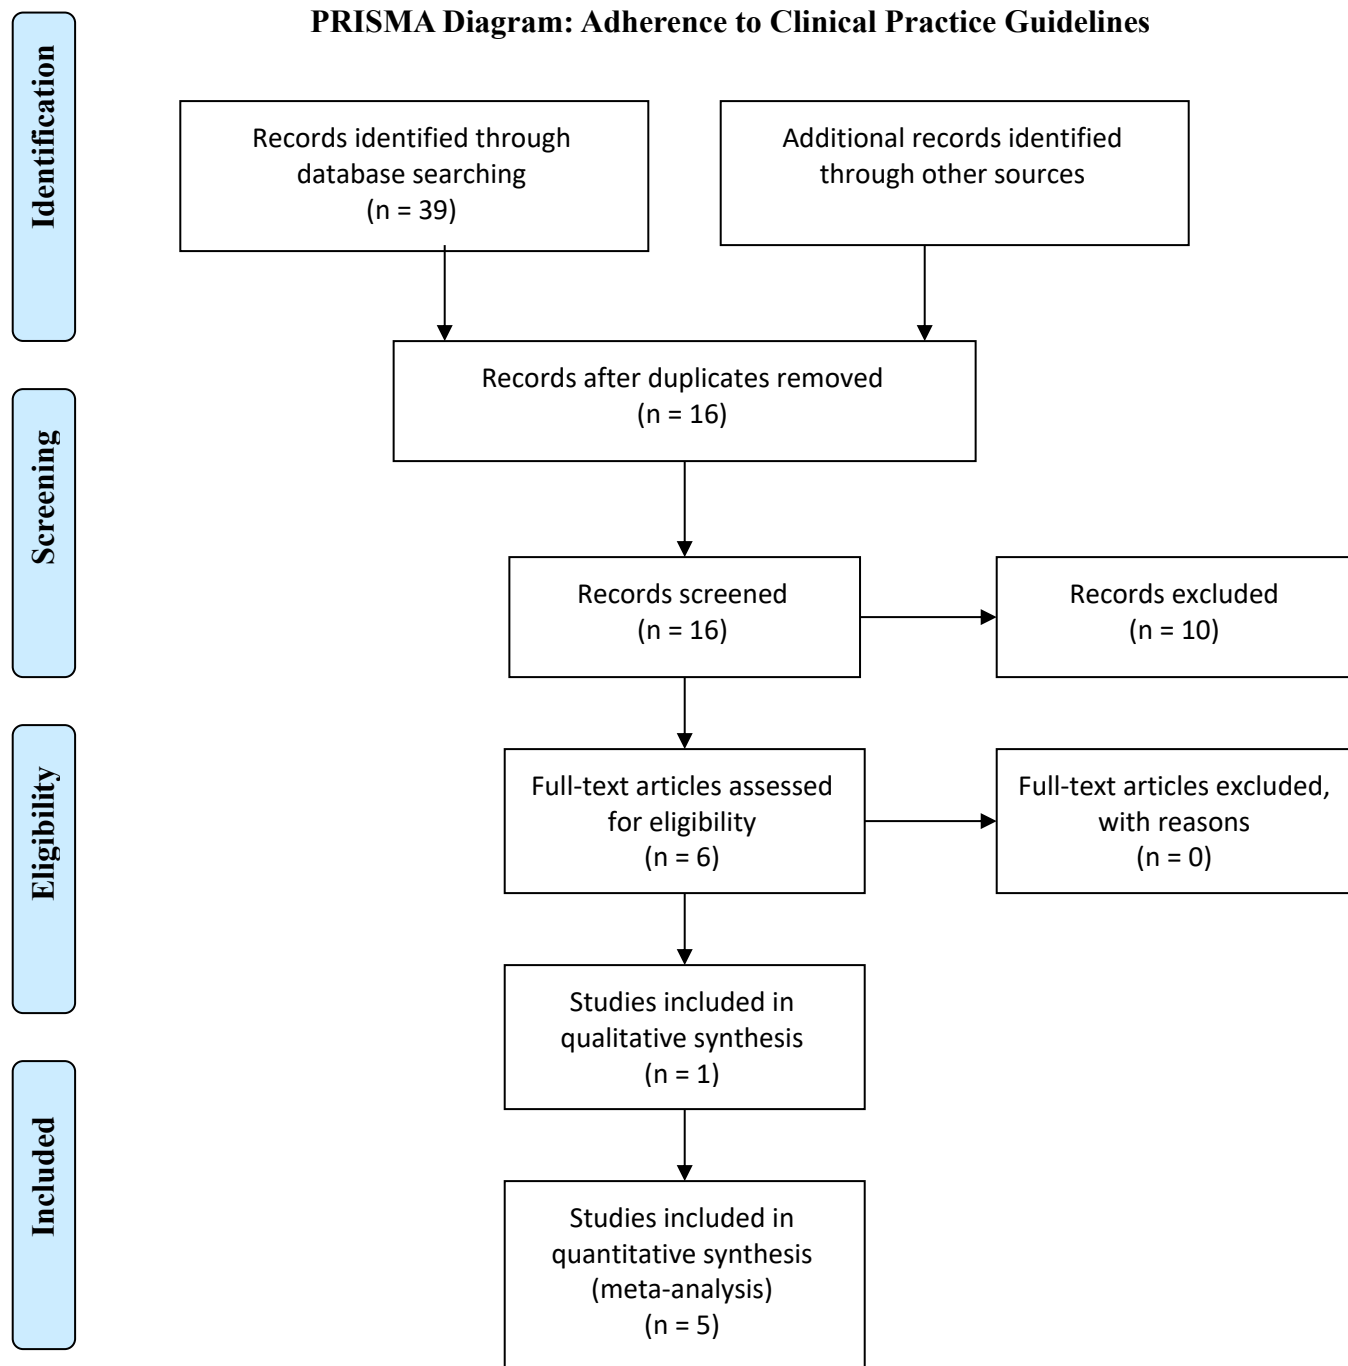 PRISMA Diagram: Adherence to Clinical Practice Guidelines
Identification
Records identified through
database searching
(n = 39)
Additional records identified
through other sources
Records after duplicates removed
(n = 16)
Screening
Records screened
(n = 16)
Records excluded
(n = 10)
Eligibility
Full-text articles assessed
for eligibility
(n = 6)
Full-text articles excluded,
with reasons
(n = 0)
Studies included in
qualitative synthesis
(n = 1)
Included
Studies included in
quantitative synthesis
(meta-analysis)
(n = 5)